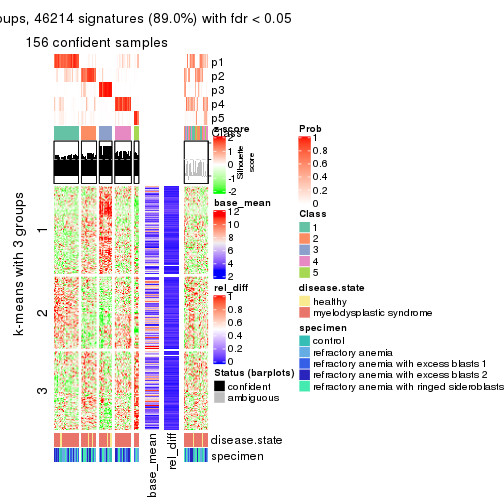 oups, 46214 signatures (89.0%) with fdr < 0.05
156 confident samples
p1
p2
p3
p4
p5
Class
z-score
2
1
0
-1
-2
Silhouette
score
base_mean
12
10
8
6
4
2
rel_diff
1
0.8
0.6
0.4
0.2
0
Status (barplots)
confident
ambiguous
Prob
1
0.8
0.6
0.4
0.2
0
Class
1
2
3
4
5
disease.state
healthy
myelodysplastic syndrome
specimen
control
refractory anemia
refractory anemia with excess blasts 1
refractory anemia with excess blasts 2
refractory anemia with ringed sideroblasts
k-means with 3 groups
1
2
3
disease.state
specimen
base_mean
rel_diff